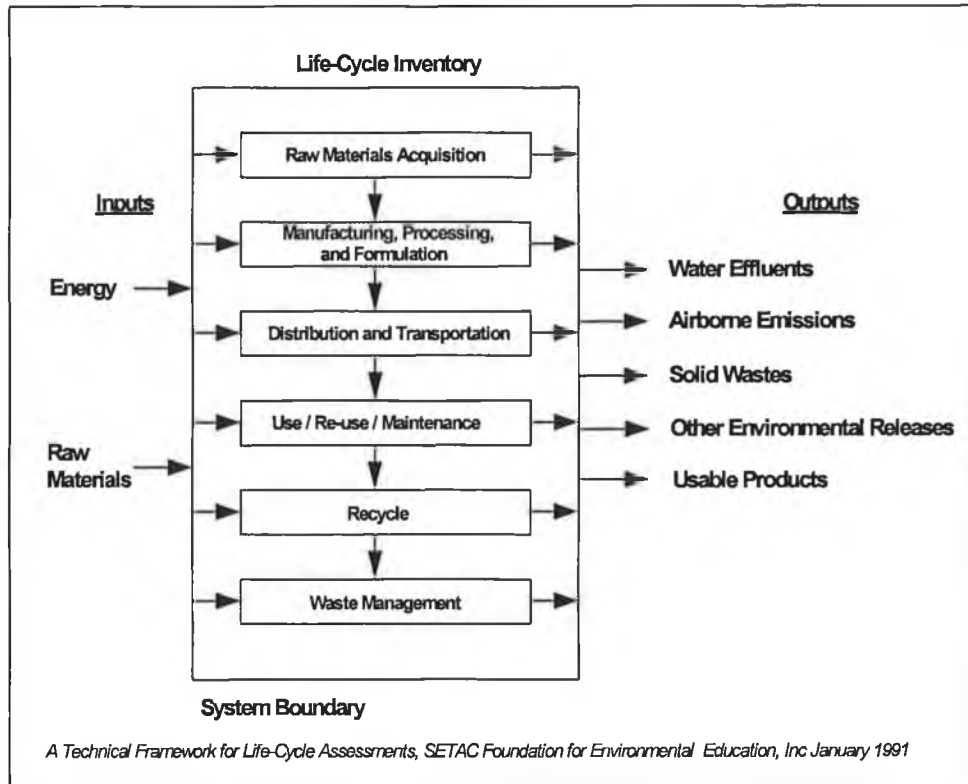 Life-Cycle Inventory
Raw Materials Acquisition
Inputs
Outputs
Manufacturing, Processing,
and Formulation
Water Effluents
Energy
Airborne Emissions
Distribution and Transportation
Solid Wastes
Use / Re-use / Maintenance
Other Environmental Releases
Raw
Materials
Usable Products
Recycle
Waste Management
System Boundary
A Technical Framework for Life-Cycle Assessments, SETAC Foundation for Environmental Education, Inc January 1991